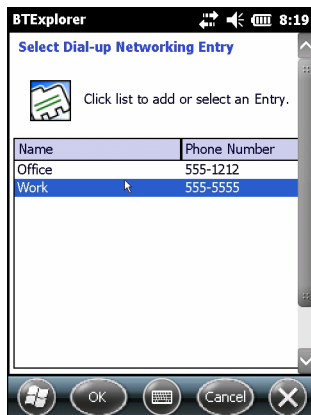 BTExplorer 8:19
Select Dial-up Networking Entry
Click list to add or select an Entry.
Name Phone Number
Office 555-1212
Work 555-5555
OK Cancel